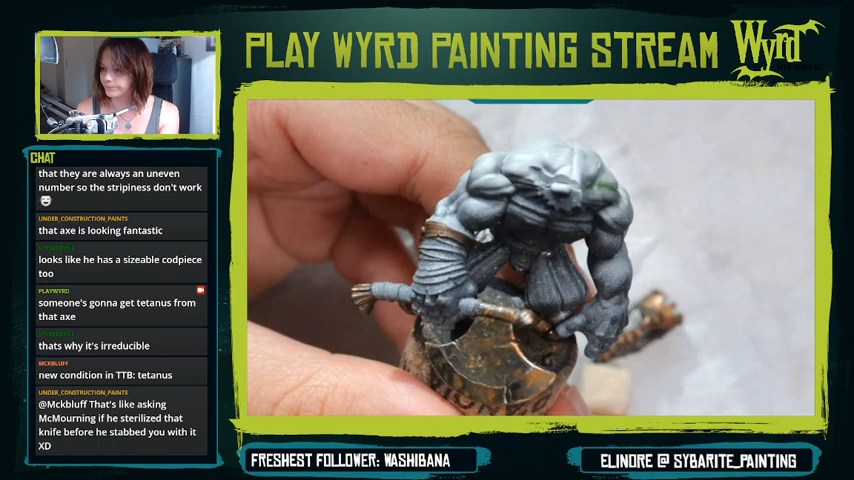 PLAY WYRD PAINTING STREAM
Wyrd
CHAT
that they are always an uneven
number so the stripiness don't work
UNDER_CONSTRUCTION_PAINTS
that axe is looking fantastic
looks like he has a sizeable codpiece
too
PLAYWYRD
someone's gonna get tetanus from
that axe
thats why it's irreducible
MCKBLUFF
new condition in TTB: tetanus
UNDER_CONSTRUCTION_PAINTS
@Mckbluff That's like asking
McMourning if he sterilized that
knife before he stabbed you with it
XD
FRESHEST FOLLOWER: WASHIBANA
ELINORE @ SYBARITE_PAINTING